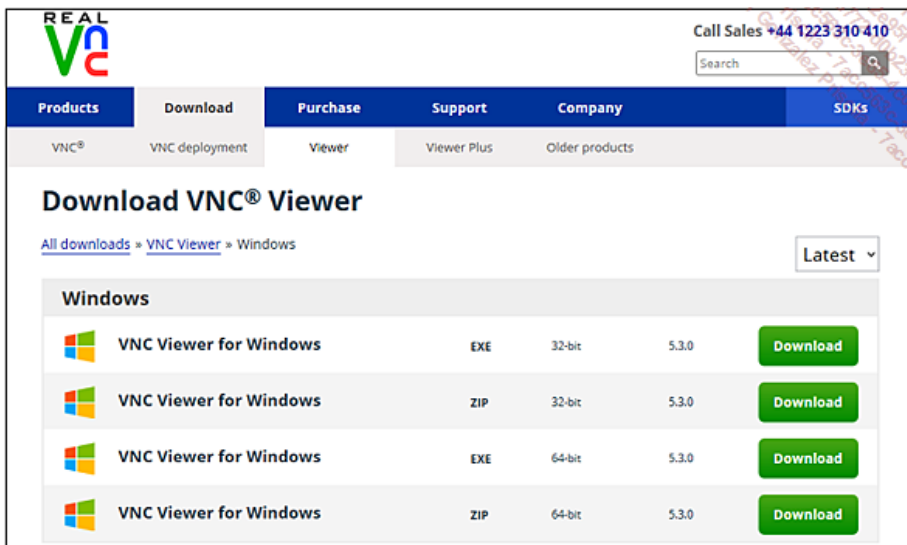 REAL
VNC
Call Sales +44 1223 310 410
Search
Products Download Purchase Support Company SDKs
VNC® VNC deployment Viewer Viewer Plus Older products
Download VNC® Viewer
All downloads » VNC Viewer » Windows
Latest
Windows
VNC Viewer for Windows EXE 32-bit 5.3.0 Download
VNC Viewer for Windows ZIP 32-bit 5.3.0 Download
VNC Viewer for Windows EXE 64-bit 5.3.0 Download
VNC Viewer for Windows ZIP 64-bit 5.3.0 Download